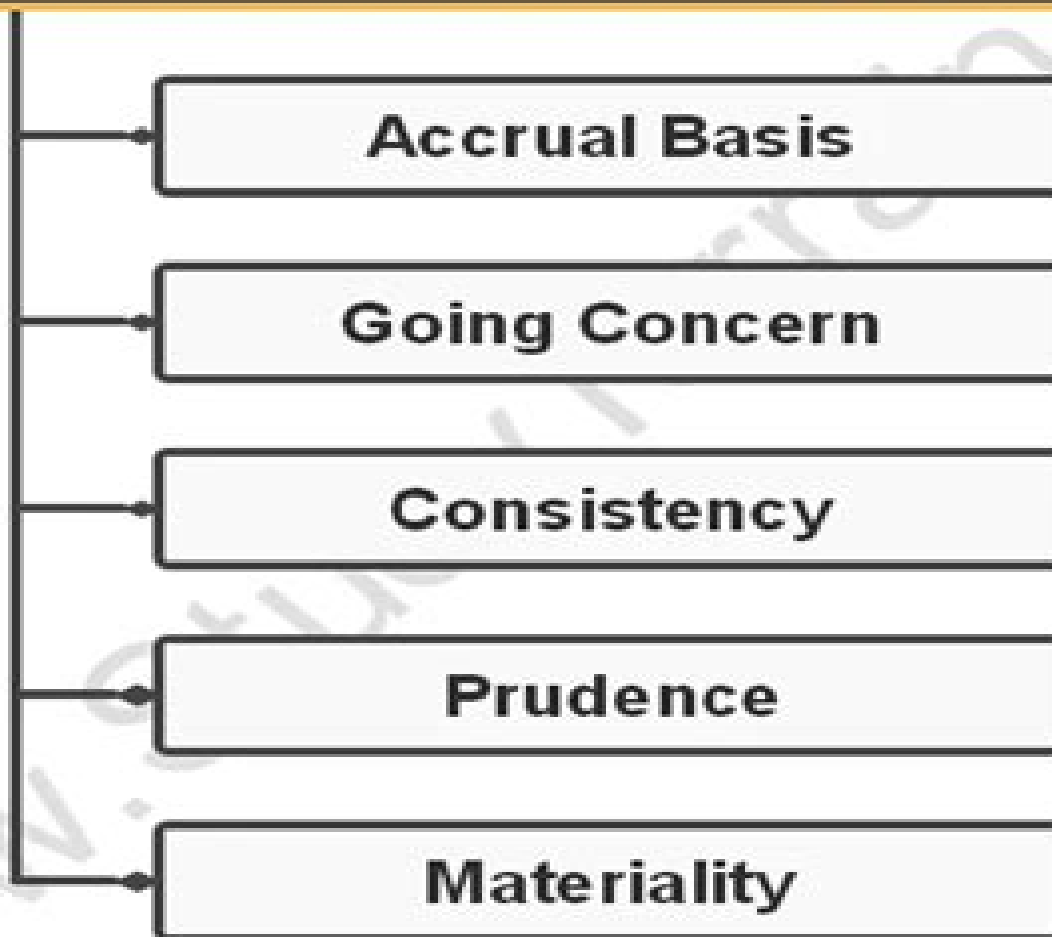 Accrual Basis
Going Concern
Consistency
Prudence
Materiality